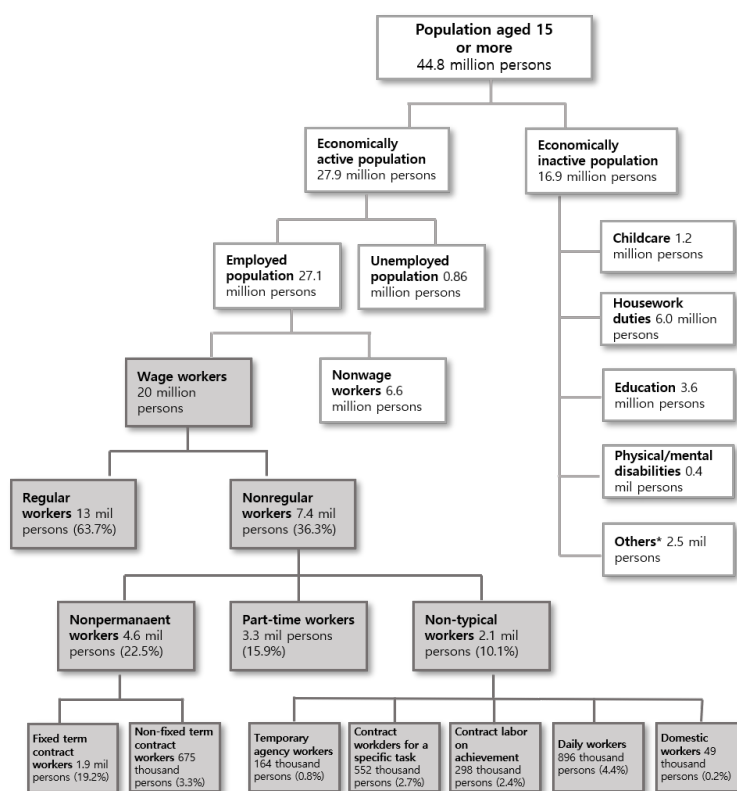 Population aged 15
or more
44.8 million persons
Economically
active population
27.9 million persons
Economically
inactive population
16.9 million persons
Employed
population 27.1
million persons
Unemployed
population 0.86
million persons
Childcare 1.2
million persons
Housework
duties 6.0 million
persons
Education 3.6
million persons
Physical/mental
disabilities 0.4
mil persons
Others* 2.5 mil
persons
Wage workers
20 million
persons
Nonwage
workers 6.6
million persons
Regular
workers 13 mil
persons (63.7%)
Nonregular
workers 7.4 mil
persons (36.3%)
Nonpermanaent
workers 4.6 mil
persons (22.5%)
Part-time workers
3.3 mil persons
(15.9%)
Non-typical
workers 2.1 mil
persons (10.1%)
Fixed term
contract
workers 1.9 mil
persons (19.2%)
Non-fixed term
contract
workers 675
thousand
persons (3.3%)
Temporary
agency workers
164 thousand
persons (0.8%)
Contract
workders for a
specific task
552 thousand
persons (2.7%)
Contract labor
on
achievement
298 thousand
persons (2.4%)
Daily workers
896 thousand
persons (4.4%)
Domestic
workers 49
thousand
persons (0.2%)